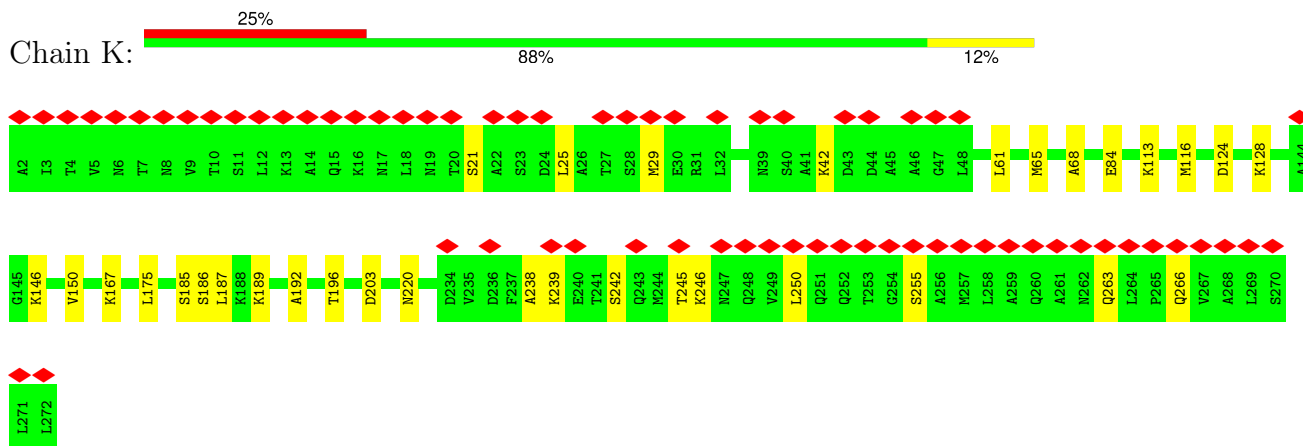 25%
Chain K:
88% 12%
A2 I3 T4 V5 N6 T7 N8 V9 T10 S11 L12 K13 A14 Q15 K16 N17 L18 N19 T20 S21 A22 S23 D24 L25 A26 T27 S28 M29 E30 R31 L32 N39 S40 A41 K42 D43 D44 A45 A46 G47 L48 L61 M65 A68 E84 K113 M116 D124 K128 A144
G145 K146 V150 K167 L175 S185 S186 L187 K188 K189 A192 T196 D203 N220 D234 V235 D236 F237 A238 K239 E240 T241 S242 Q243 M244 T245 K246 N247 Q248 V249 L250 Q251 Q252 T253 G254 S255 A256 M257 L258 A259 Q260 A261 N262 Q263 L264 P265 Q266 V267 A268 L269 S270
L271 L272